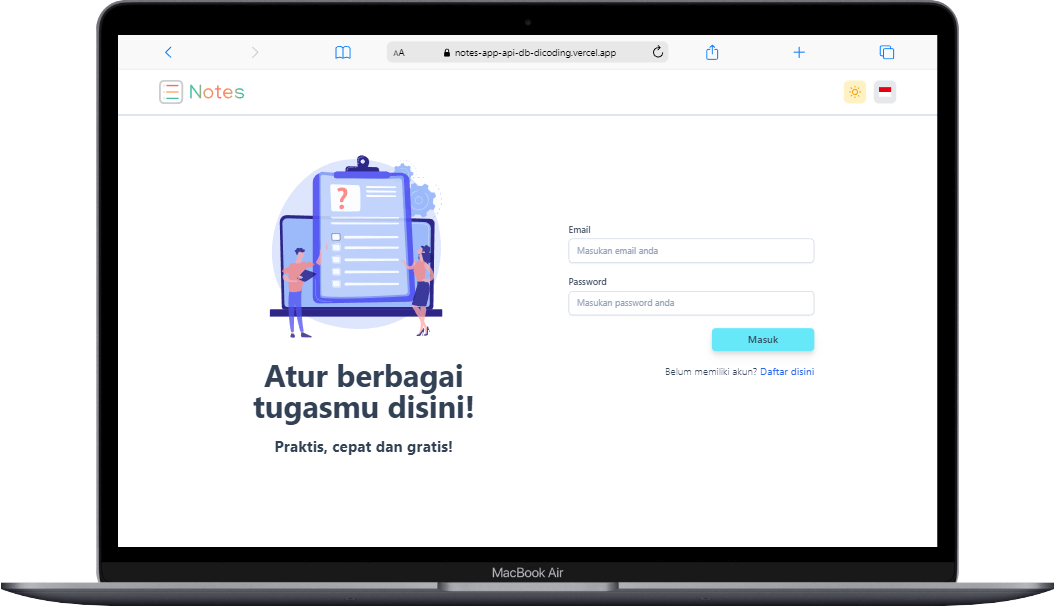 AA notes-app-api-db-dicoding.vercel.app
Notes
?
Email
Masukan email anda
Password
Masukan password anda
Masuk
Belum memiliki akun? Daftar disini
Atur berbagai
tugasmu disini!
Praktis, cepat dan gratis!
MacBook Air